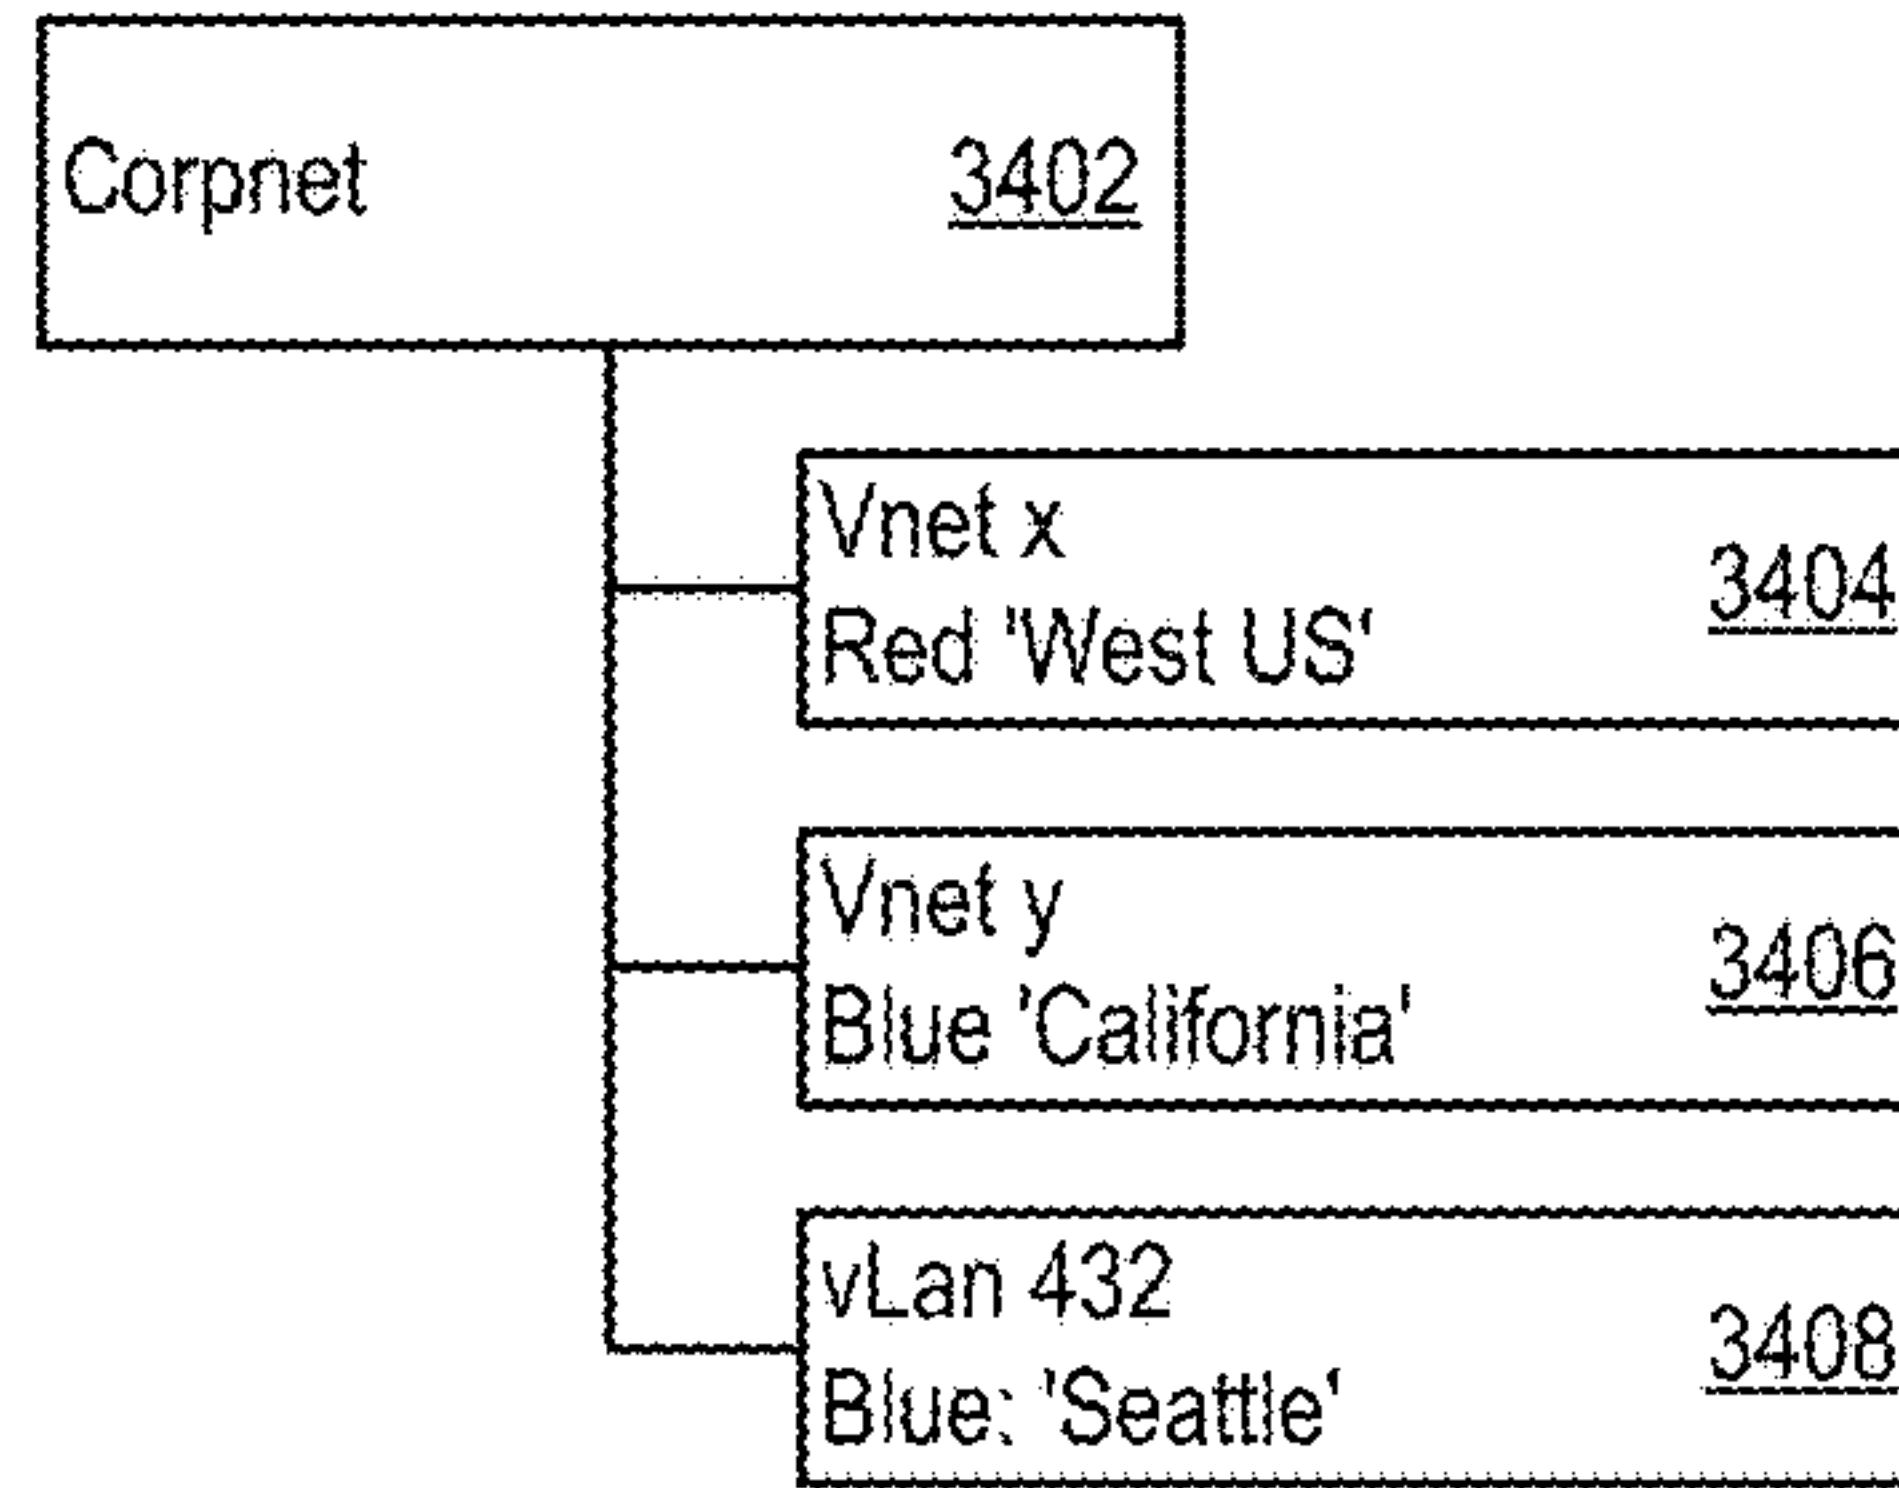 Corpnet 3402
Vnet x
3404
Red 'West US'
Vnet y
3406
Blue 'California'
vLan 432
3408
Blue: 'Seattle'